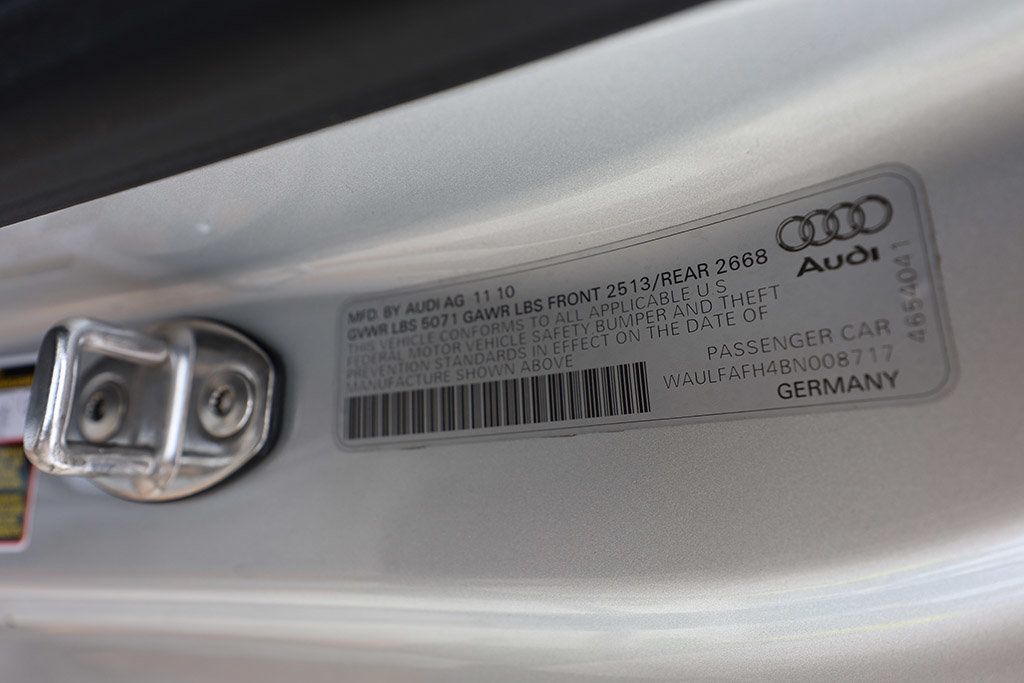 MFD. BY AUDI AG 11 10
GVWR LBS 5071 GAWR LBS FRONT 2513/REAR 2668
THIS VEHICLE CONFORMS TO ALL APPLICABLE U S
FEDERAL MOTOR VEHICLE SAFETY BUMPER AND THEFT
PREVENTION STANDARDS IN EFFECT ON THE DATE OF
MANUFACTURE SHOWN ABOVE
Audi
PASSENGER CAR
WAULFAFH4BN008717
GERMANY
4654041